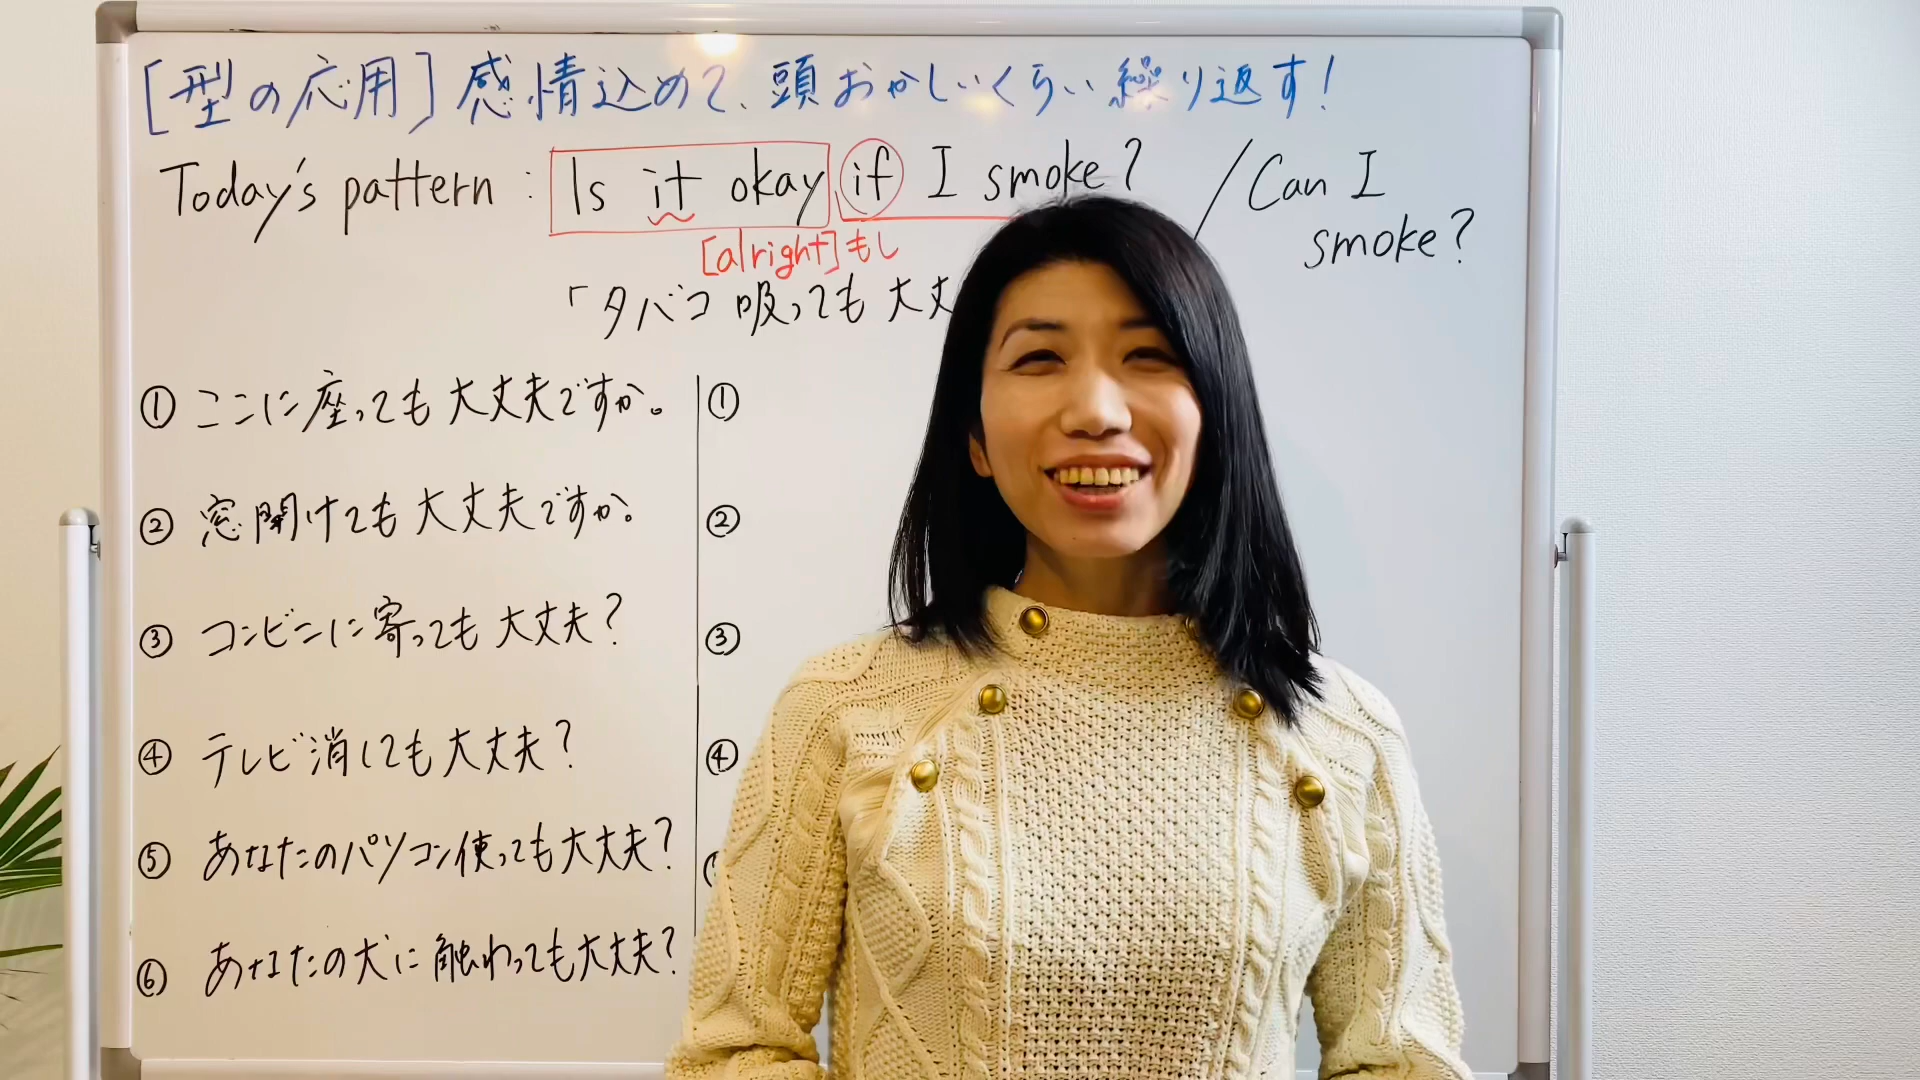 [型の応用] 感情込めて、頭おかしいくらい繰り返す!
Today's pattern : Is it okay if I smoke? / Can I smoke?
[alright] もし
「タバコ吸っても大丈
① ここに座っても大丈夫ですか。
② 窓開けても大丈夫ですか。
③ コンビニに寄っても大丈夫?
④ テレビ消しても大丈夫?
⑤ あなたのパソコン使っても大丈夫?
⑥ あなたの犬に触わっても大丈夫?
①
②
③
④